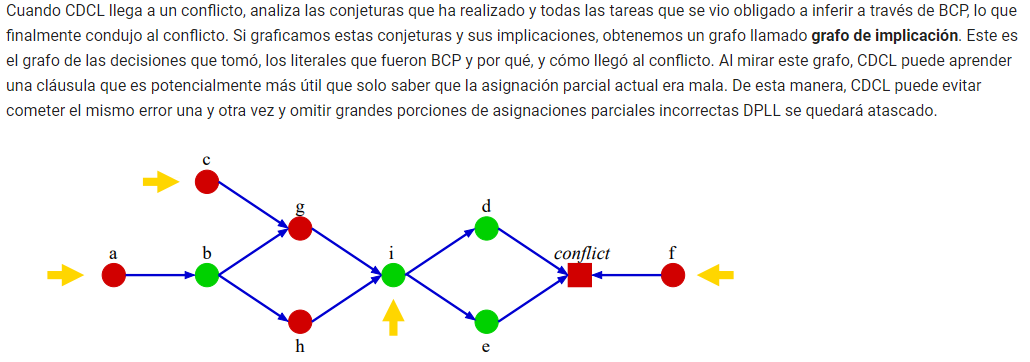 Cuando CDCL llega a un conflicto, analiza las conjeturas que ha realizado y todas las tareas que se vio obligado a inferir a través de BCP, lo que
finalmente condujo al conflicto. Si graficamos estas conjeturas y sus implicaciones, obtenemos un grafo llamado grafo de implicación. Este es
el grafo de las decisiones que tomó, los literales que fueron BCP y por qué, y cómo llegó al conflicto. Al mirar este grafo, CDCL puede aprender
una cláusula que es potencialmente más útil que solo saber que la asignación parcial actual era mala. De esta manera, CDCL puede evitar
cometer el mismo error una y otra vez y omitir grandes porciones de asignaciones parciales incorrectas DPLL se quedará atascado.
c
g
d
a
b
i
conflict
f
h
e